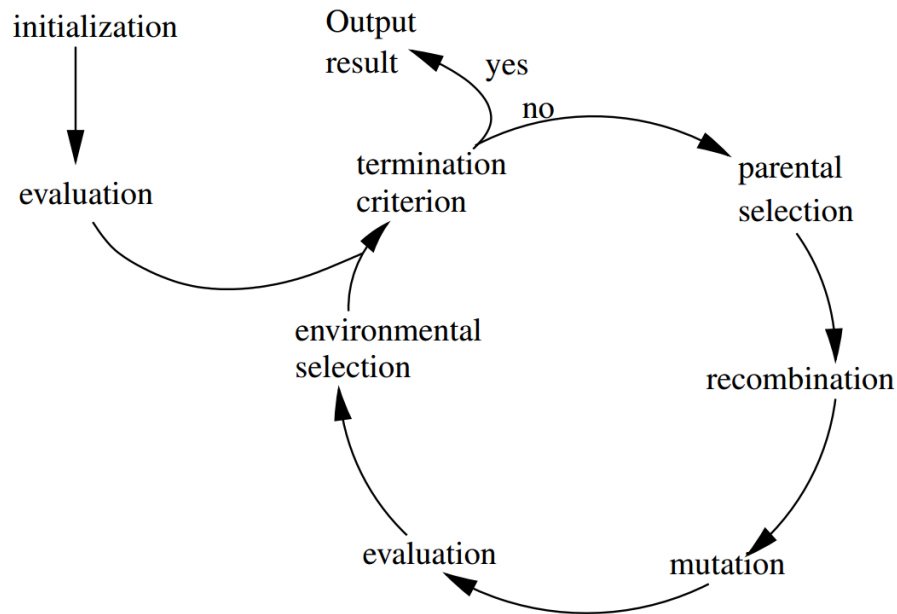 initialization
Output
result
yes
no
termination
criterion
parental
selection
evaluation
environmental
selection
recombination
evaluation
mutation